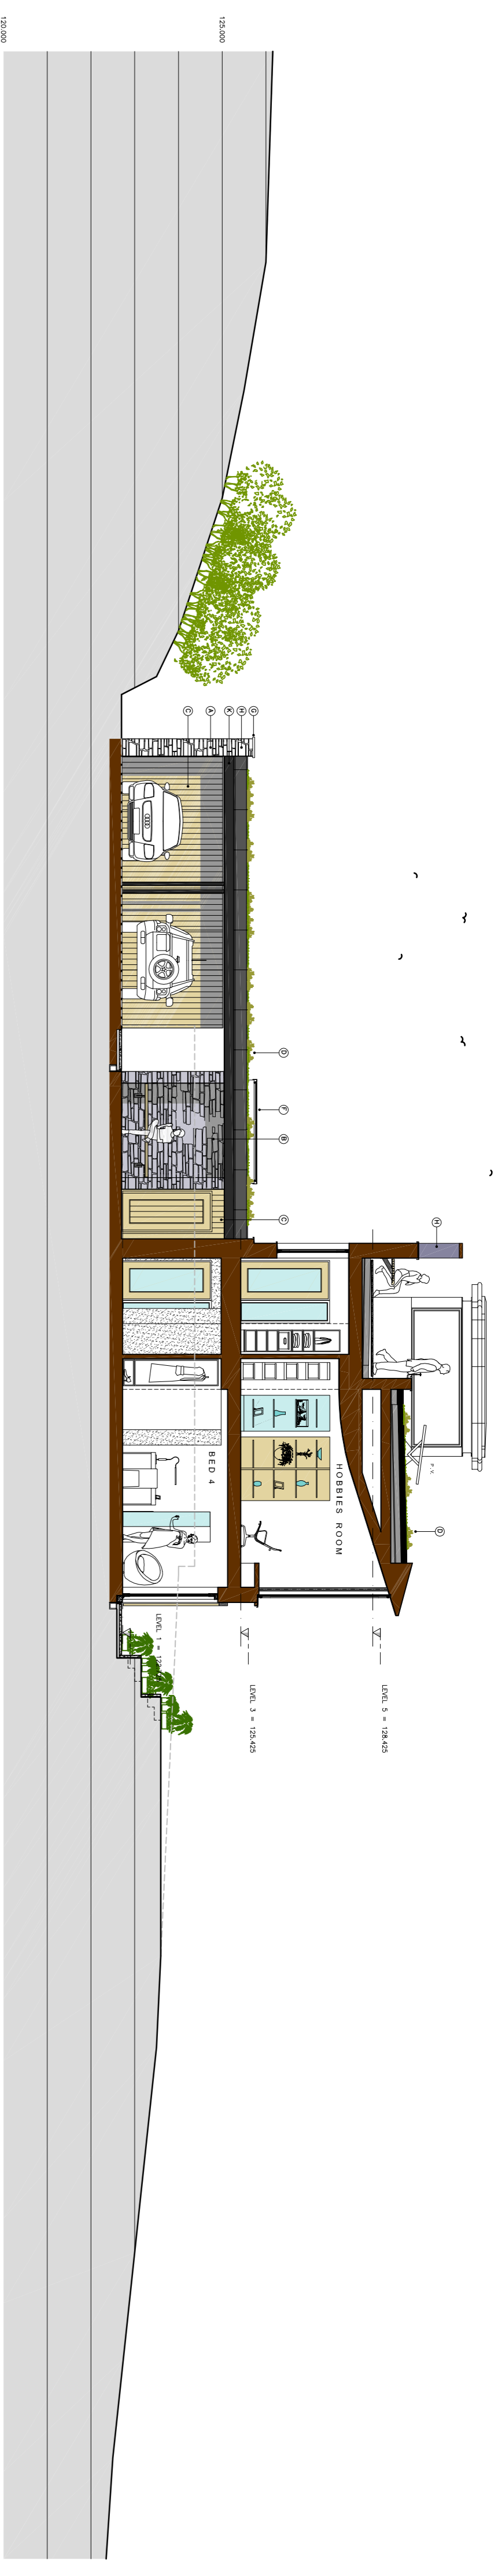 120.000
125.000
C
A
K
H
G
D
F
B
C
H
P.V.
D
BED 4
HOBBIES ROOM
LEVEL 1 =
LEVEL 3 = 125.425
LEVEL 5 = 128.425